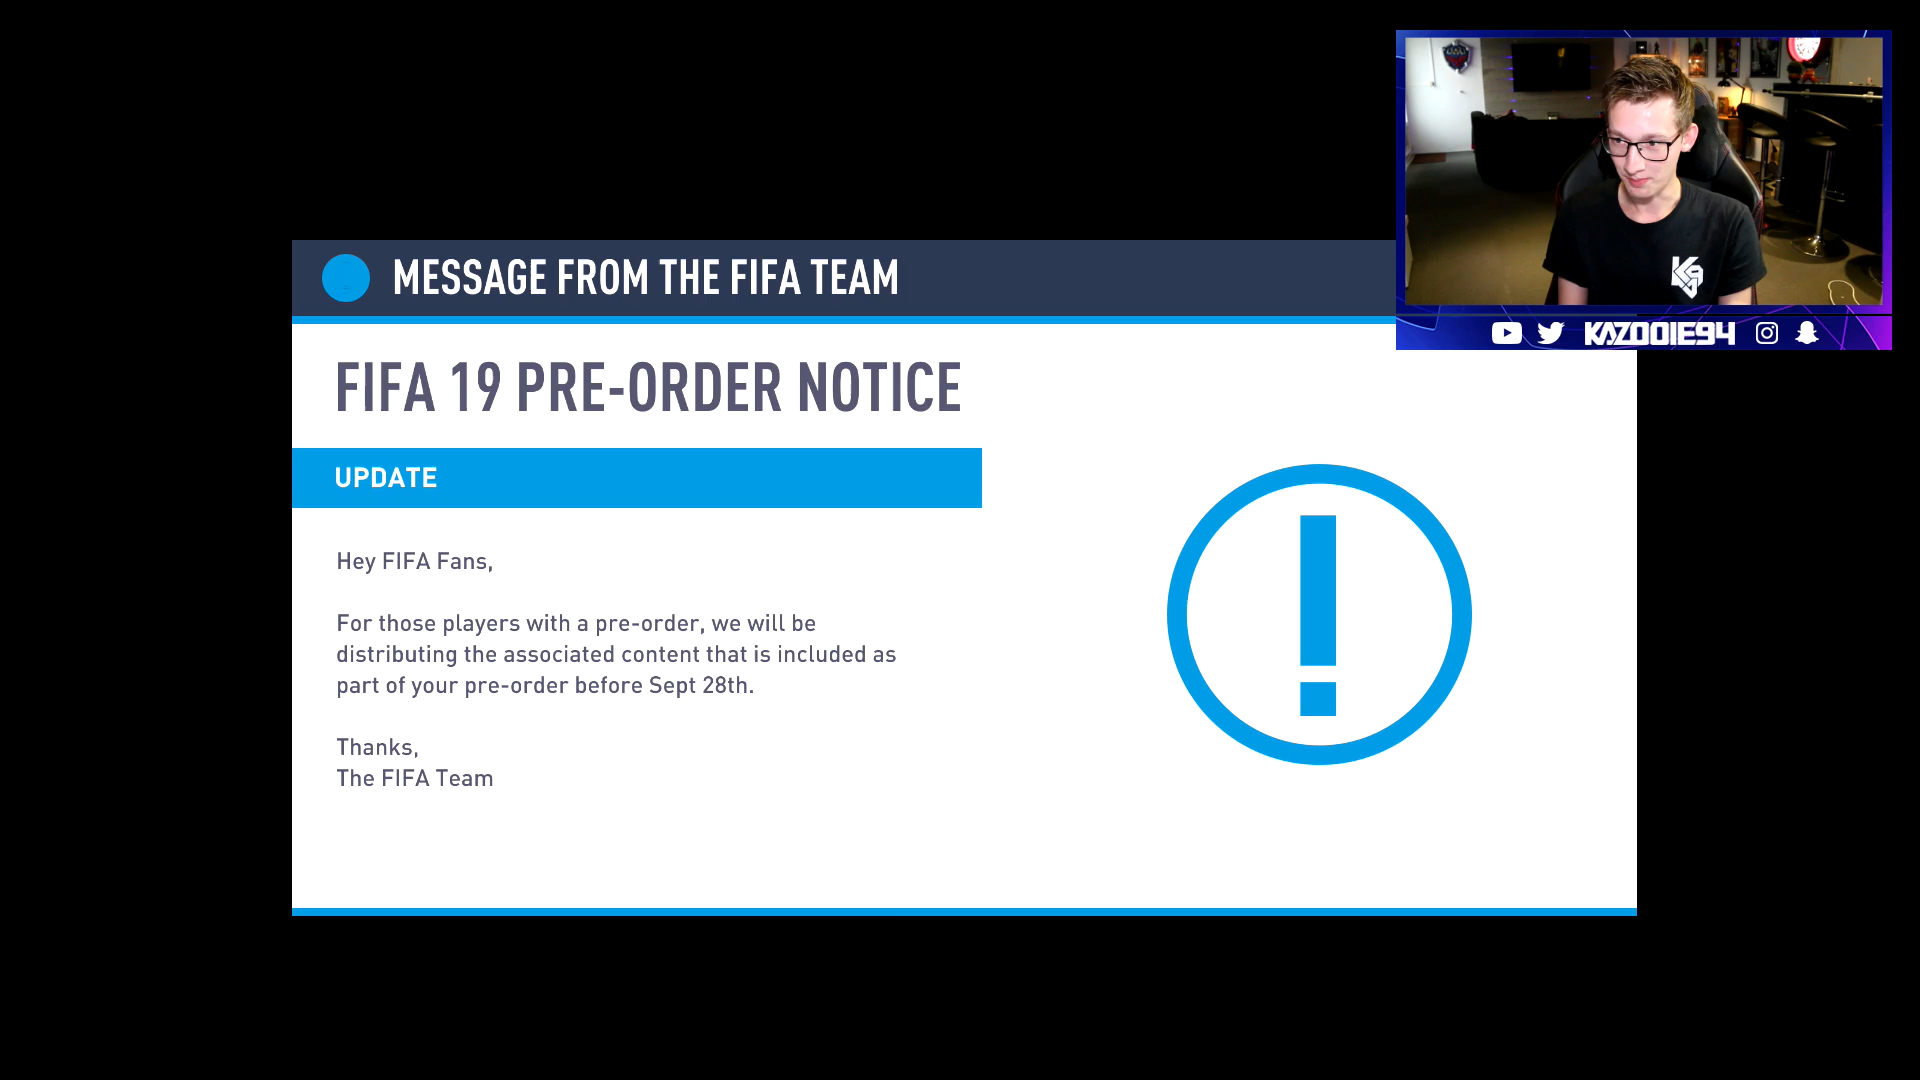 MESSAGE FROM THE FIFA TEAM
FIFA 19 PRE-ORDER NOTICE
UPDATE
Hey FIFA Fans,
For those players with a pre-order, we will be
distributing the associated content that is included as
part of your pre-order before Sept 28th.
Thanks,
The FIFA Team
KAZOOIE94
K94